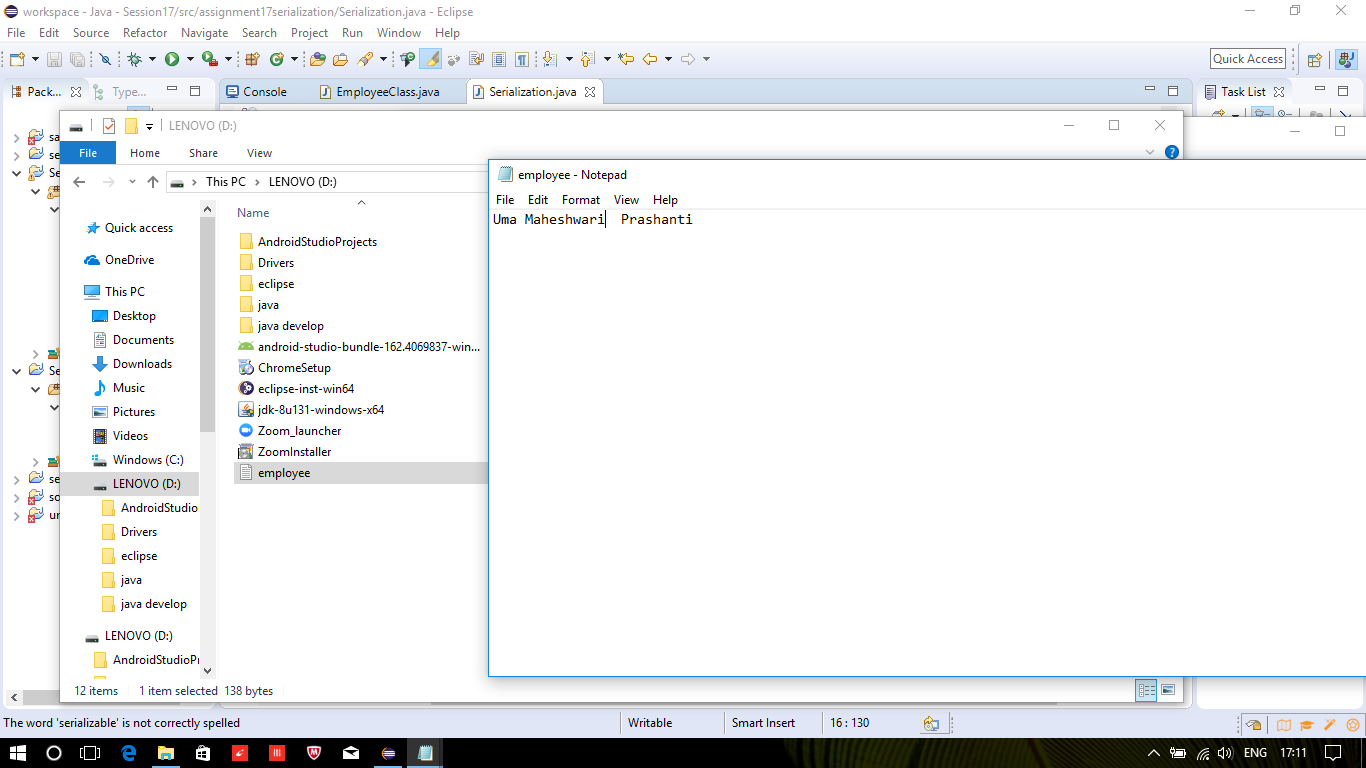 workspace - Java - Session17/src/assignment17serialization/Serialization.java - Eclipse
File Edit Source Refactor Navigate Search Project Run Window Help
Quick Access
Pack... Type... Console EmployeeClass.java Serialization.java Task List
LENOVO (D:)
File Home Share View
This PC LENOVO (D:)
Name
Quick access
OneDrive
This PC
Desktop
Documents
Downloads
Music
Pictures
Videos
Windows (C:)
LENOVO (D:)
AndroidStudio
Drivers
eclipse
java
java develop
LENOVO (D:)
AndroidStudioPr
AndroidStudioProjects
Drivers
eclipse
java
java develop
android-studio-bundle-162.4069837-win...
ChromeSetup
eclipse-inst-win64
jdk-8u131-windows-x64
Zoom_launcher
ZoomInstaller
employee
12 items 1 item selected 138 bytes
employee - Notepad
File Edit Format View Help
Uma Maheshwari Prashanti
The word 'serializable' is not correctly spelled Writable Smart Insert 16 : 130
ENG 17:11